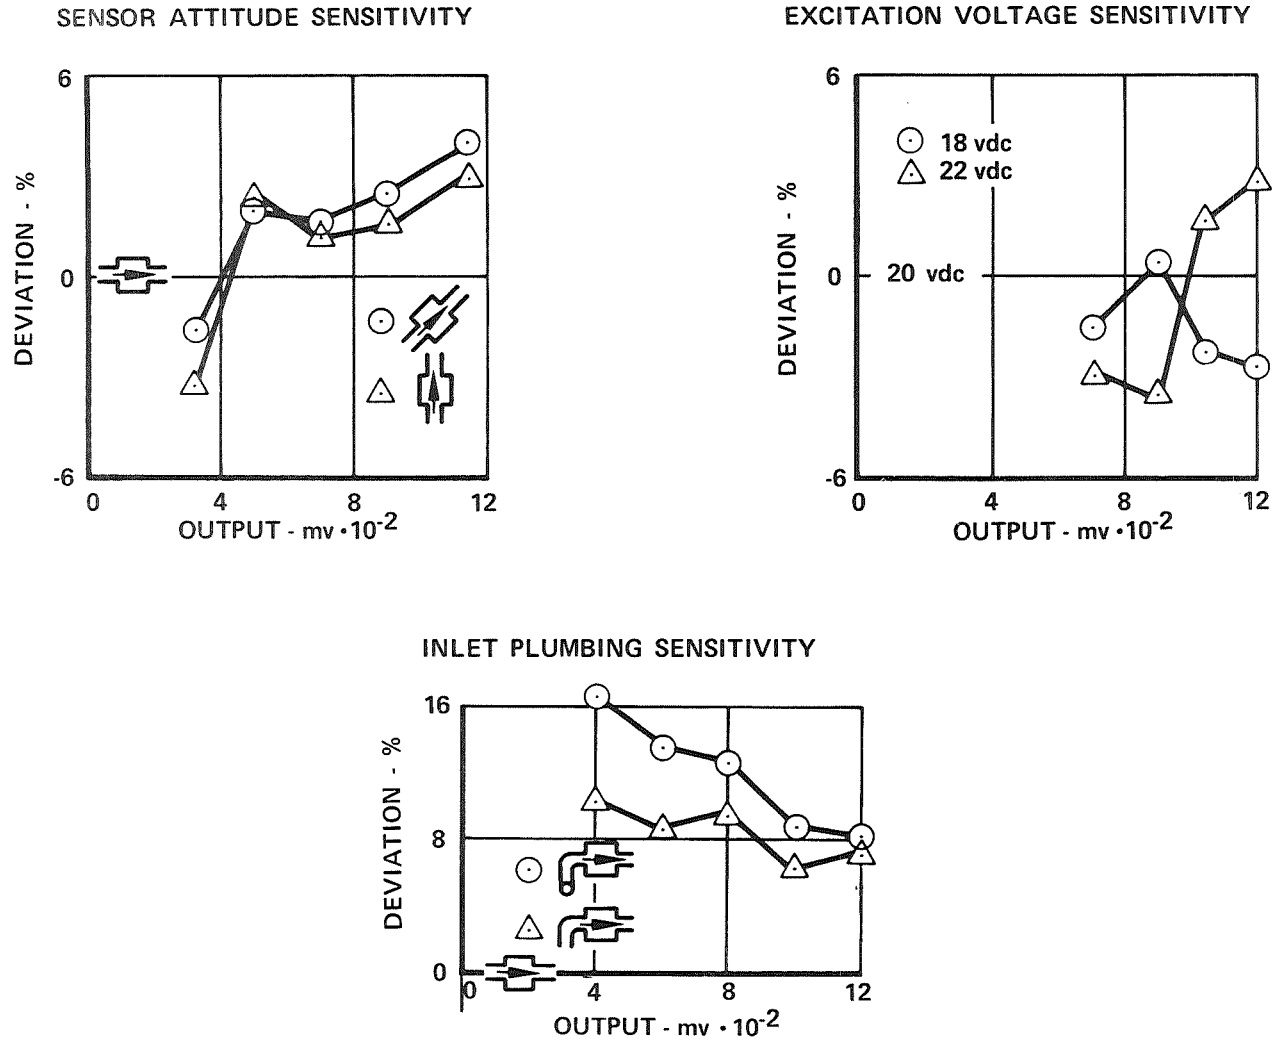 SENSOR ATTITUDE SENSITIVITY
6
0
-6
DEVIATION - %
0 4 8 12
OUTPUT - mv • 10-2
EXCITATION VOLTAGE SENSITIVITY
6
18 vdc
22 vdc
0
20 vdc
-6
DEVIATION - %
0 4 8 12
OUTPUT - mv • 10-2
INLET PLUMBING SENSITIVITY
16
8
0
DEVIATION - %
0 4 8 12
OUTPUT - mv • 10-2